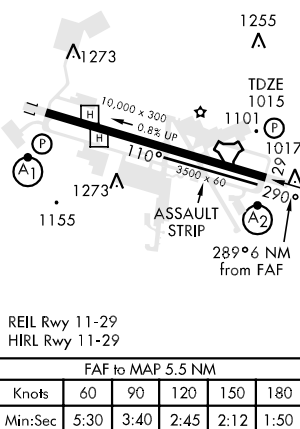 1255
1273
TDZE
1015
1101
P
H
10,000 x 300
0.8% UP
H
11
P
A1
110°
3500 x 60
29
1017
290°
1273
1155
ASSAULT
STRIP
A2
289° 6 NM
from FAF
REIL Rwy 11-29
HIRL Rwy 11-29
FAF to MAP 5.5 NM
Knots 60 90 120 150 180
Min:Sec 5:30 3:40 2:45 2:12 1:50